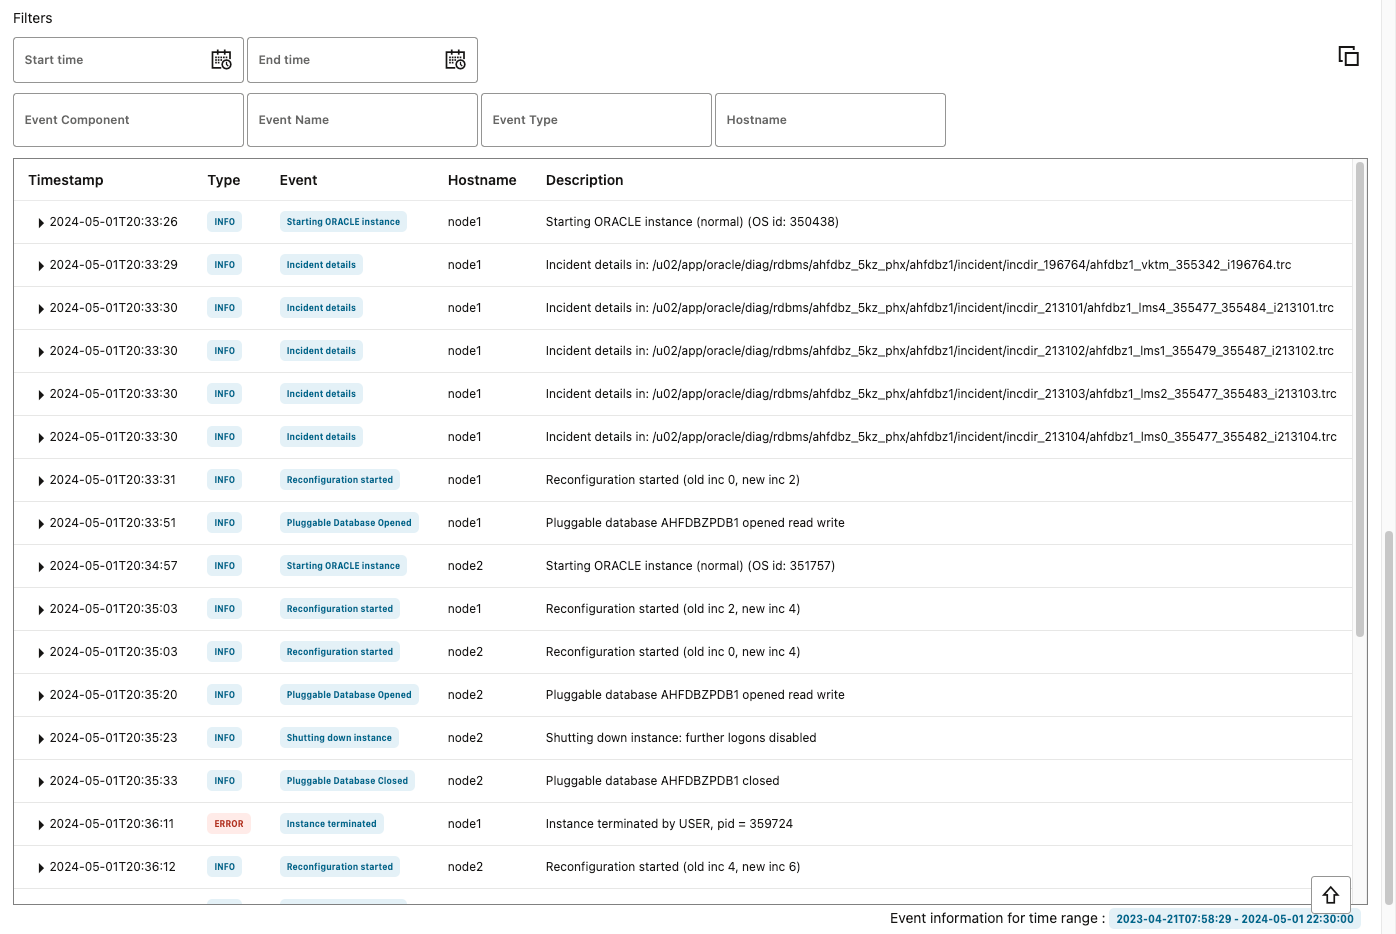 Filters
Start time End time
Event Component Event Name Event Type Hostname
Timestamp Type Event Hostname Description
2024-05-01T20:33:26 INFO Starting ORACLE instance node1 Starting ORACLE instance (normal) (OS id: 350438)
2024-05-01T20:33:29 INFO Incident details node1 Incident details in: /u02/app/oracle/diag/rdbms/ahfdbz_5kz_phx/ahfdbz1/incident/incdir_196764/ahfdbz1_vktm_355342_i196764.trc
2024-05-01T20:33:30 INFO Incident details node1 Incident details in: /u02/app/oracle/diag/rdbms/ahfdbz_5kz_phx/ahfdbz1/incident/incdir_213101/ahfdbz1_lms4_355477_355484_i213101.trc
2024-05-01T20:33:30 INFO Incident details node1 Incident details in: /u02/app/oracle/diag/rdbms/ahfdbz_5kz_phx/ahfdbz1/incident/incdir_213102/ahfdbz1_lms1_355479_355487_i213102.trc
2024-05-01T20:33:30 INFO Incident details node1 Incident details in: /u02/app/oracle/diag/rdbms/ahfdbz_5kz_phx/ahfdbz1/incident/incdir_213103/ahfdbz1_lms2_355477_355483_i213103.trc
2024-05-01T20:33:30 INFO Incident details node1 Incident details in: /u02/app/oracle/diag/rdbms/ahfdbz_5kz_phx/ahfdbz1/incident/incdir_213104/ahfdbz1_lms0_355477_355482_i213104.trc
2024-05-01T20:33:31 INFO Reconfiguration started node1 Reconfiguration started (old inc 0, new inc 2)
2024-05-01T20:33:51 INFO Pluggable Database Opened node1 Pluggable database AHFDBZPDB1 opened read write
2024-05-01T20:34:57 INFO Starting ORACLE instance node2 Starting ORACLE instance (normal) (OS id: 351757)
2024-05-01T20:35:03 INFO Reconfiguration started node1 Reconfiguration started (old inc 2, new inc 4)
2024-05-01T20:35:03 INFO Reconfiguration started node2 Reconfiguration started (old inc 0, new inc 4)
2024-05-01T20:35:20 INFO Pluggable Database Opened node2 Pluggable database AHFDBZPDB1 opened read write
2024-05-01T20:35:23 INFO Shutting down instance node2 Shutting down instance: further logons disabled
2024-05-01T20:35:33 INFO Pluggable Database Closed node2 Pluggable database AHFDBZPDB1 closed
2024-05-01T20:36:11 ERROR Instance terminated node1 Instance terminated by USER, pid = 359724
2024-05-01T20:36:12 INFO Reconfiguration started node2 Reconfiguration started (old inc 4, new inc 6)
Event information for time range : 2023-04-21T07:58:29 - 2024-05-01 22:30:00